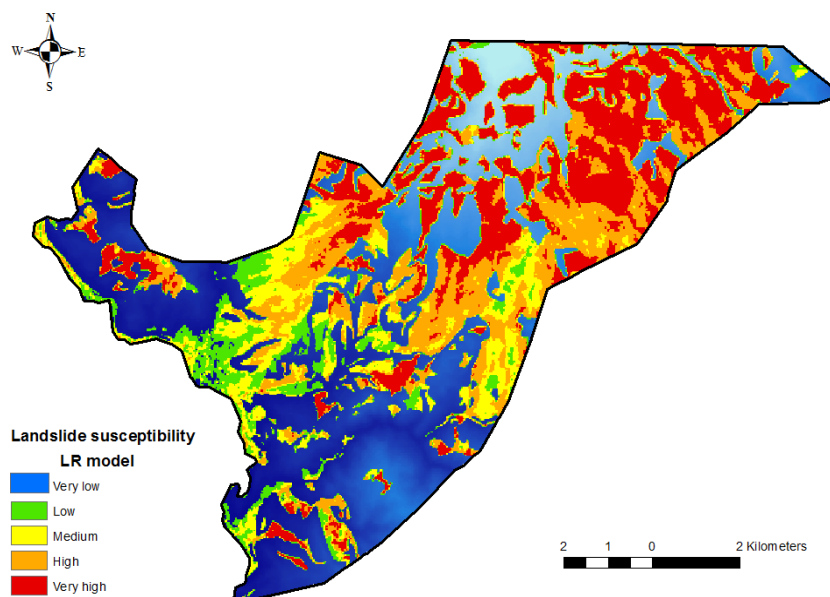 N
W E
S
Landslide susceptibility
LR model
Very low
Low
Medium
High
Very high
2 1 0 2 Kilometers